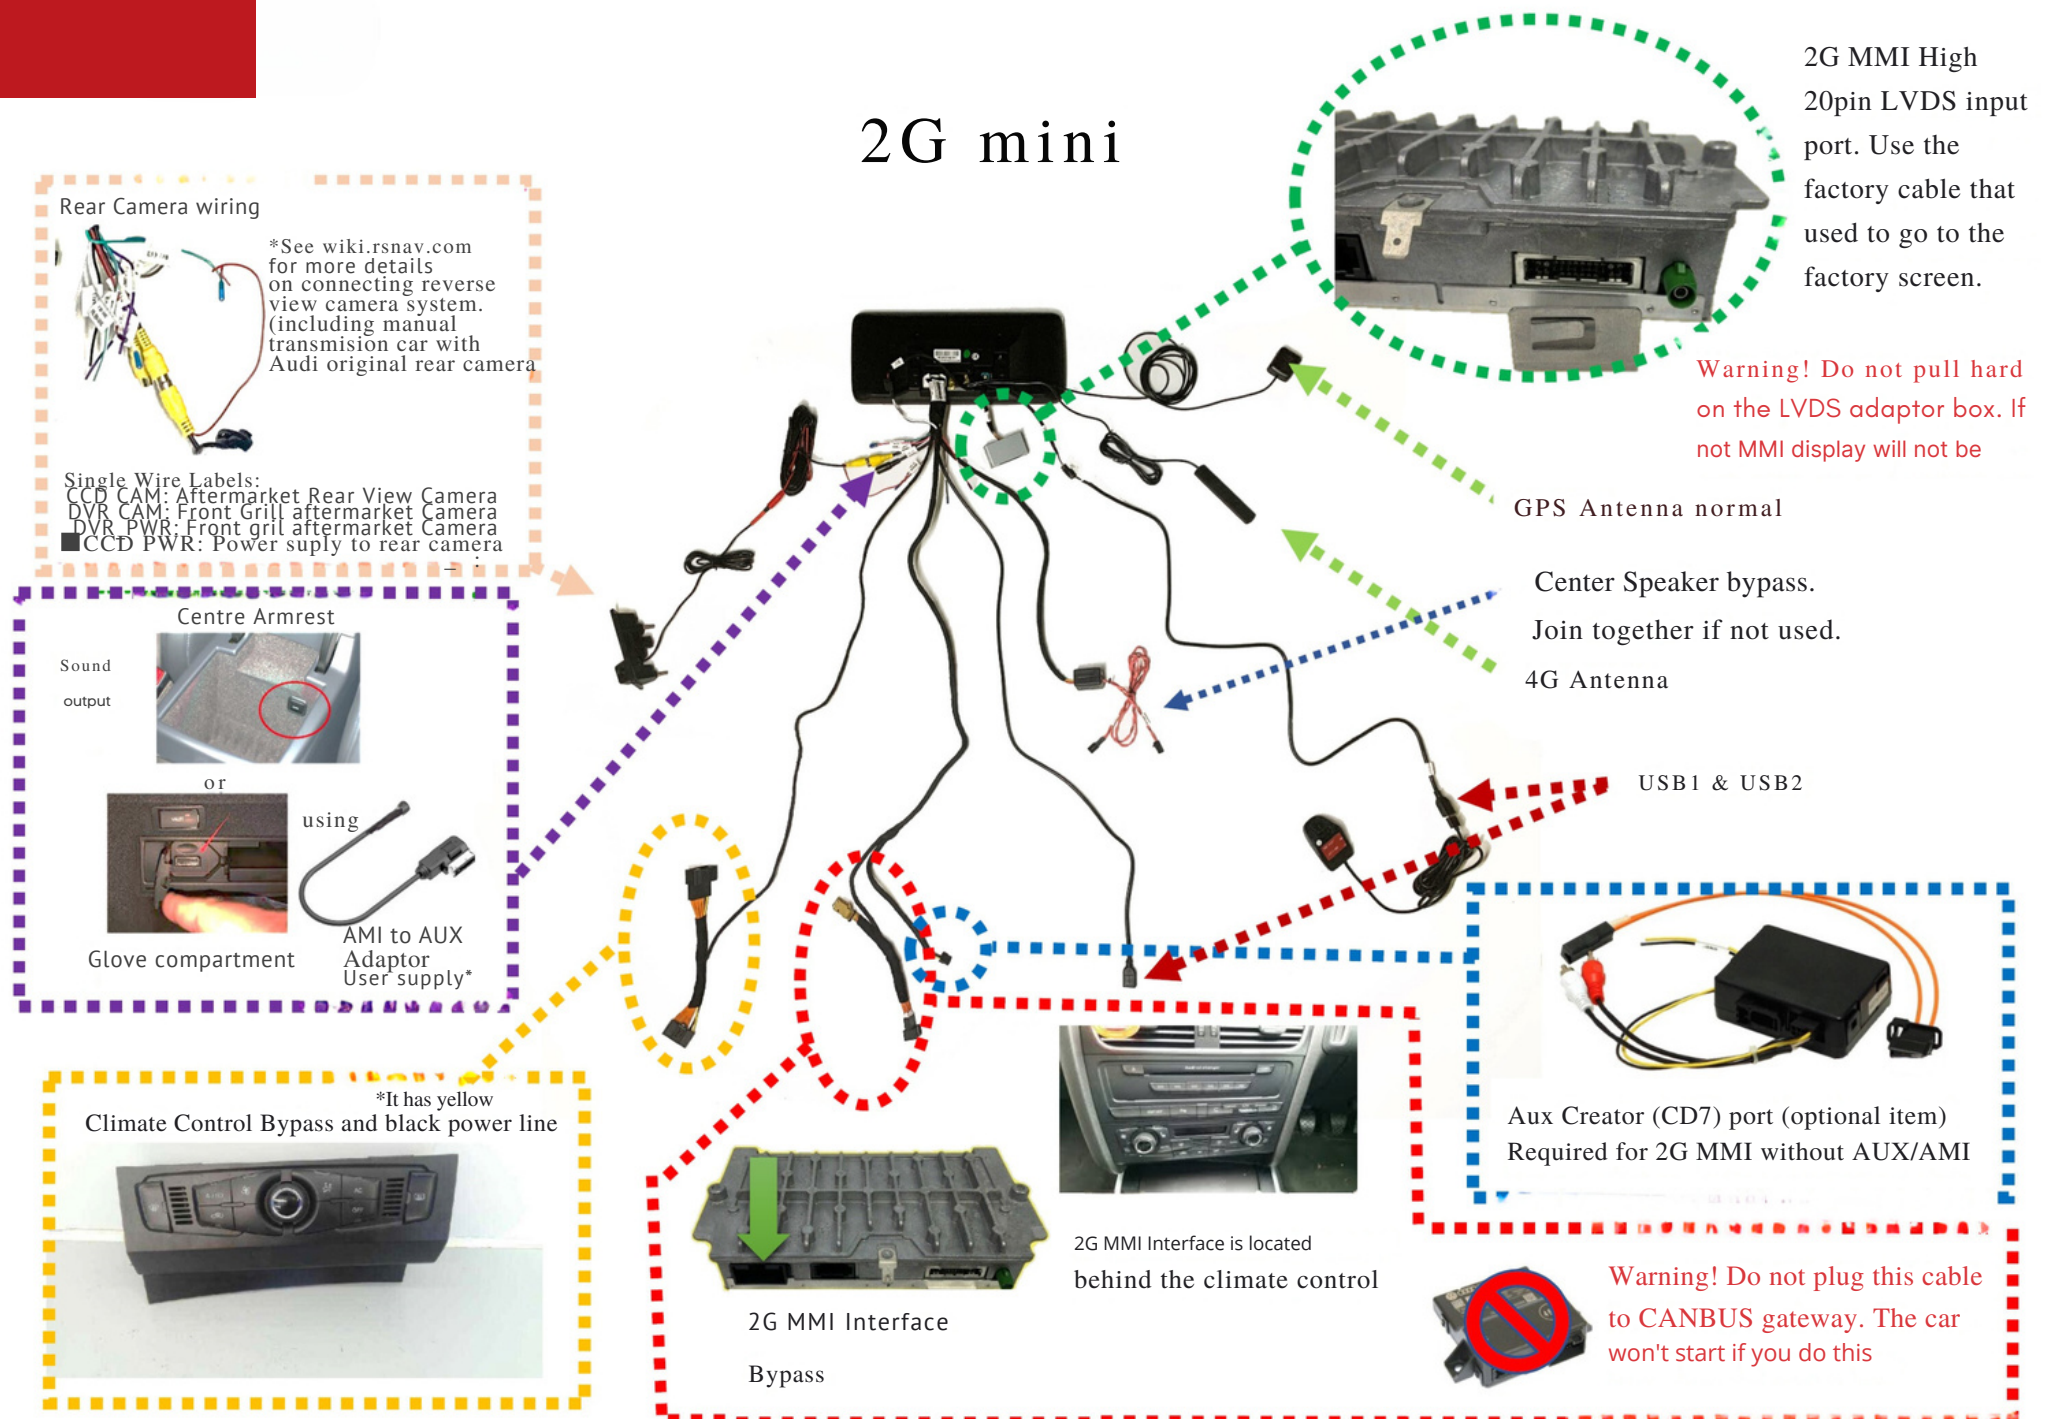 2G mini
2G MMI High
20pin LVDS input
port. Use the
factory cable that
used to go to the
factory screen.
Warning! Do not pull hard
on the LVDS adaptor box. If
not MMI display will not be
Rear Camera wiring
*See wiki.rsnav.com
for more details
on connecting reverse
view camera system.
(including manual
transmision car with
Audi original rear camera
Single Wire Labels:
CCD CAM: Aftermarket Rear View Camera
DVR CAM: Front Grill aftermarket Camera
DVR PWR: Front gril aftermarket Camera
CCD PWR: Power suply to rear camera
_ :
GPS Antenna normal
Center Speaker bypass.
Join together if not used.
4G Antenna
USB1 & USB2
Centre Armrest
Sound
output
or
using
Glove compartment
AMI to AUX
Adaptor
User supply*
*It has yellow
Climate Control Bypass and black power line
2G MMI Interface
Bypass
2G MMI Interface is located
behind the climate control
Aux Creator (CD7) port (optional item)
Required for 2G MMI without AUX/AMI
Warning! Do not plug this cable
to CANBUS gateway. The car
won't start if you do this